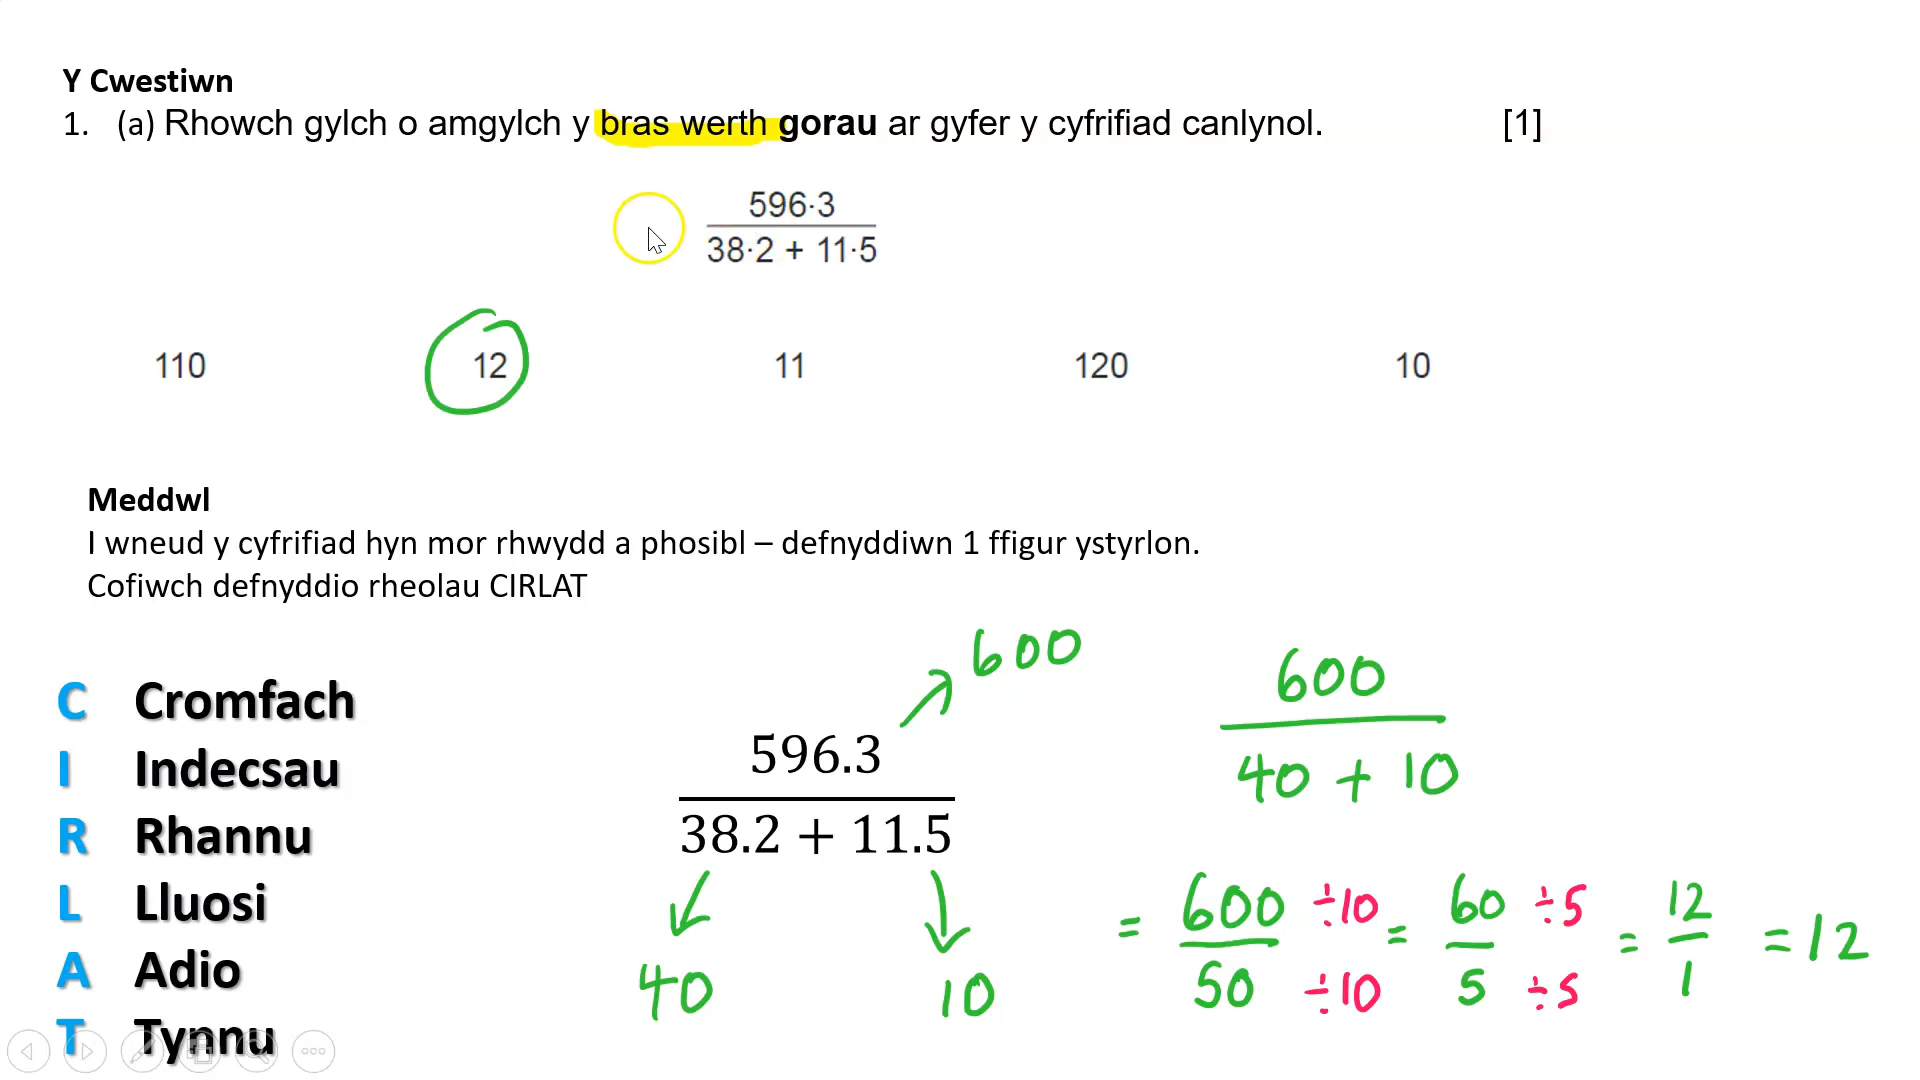 Y Cwestiwn
1. (a) Rhowch gylch o amgylch y bras werth gorau ar gyfer y cyfrifiad canlynol. [1]
596·3
38·2 + 11·5
110 12 11 120 10
Meddwl
I wneud y cyfrifiad hyn mor rhwydd a phosibl – defnyddiwn 1 ffigur ystyrlon.
Cofiwch defnyddio rheolau CIRLAT
C Cromfach
I Indecsau
R Rhannu
L Lluosi
A Adio
T Tynnu
600
596.3
38.2 + 11.5
40 10
600
40 + 10
= 600 ÷10 = 60 ÷5 = 12 = 12
50 ÷10 5 ÷5 1